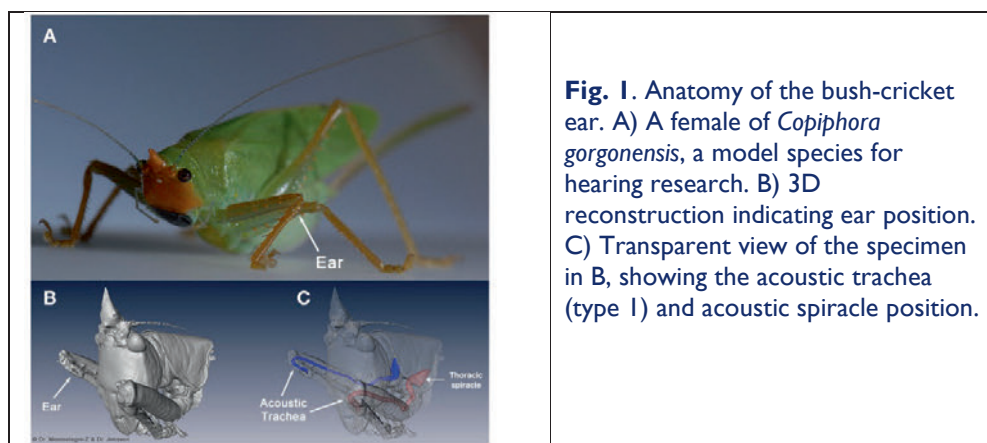 A
Ear
B
C
Ear
Acoustic
Trachea
Thoracic
spiracle
Fig. 1. Anatomy of the bush-cricket
ear. A) A female of Copiphora
gorgonensis, a model species for
hearing research. B) 3D
reconstruction indicating ear position.
C) Transparent view of the specimen
in B, showing the acoustic trachea
(type 1) and acoustic spiracle position.